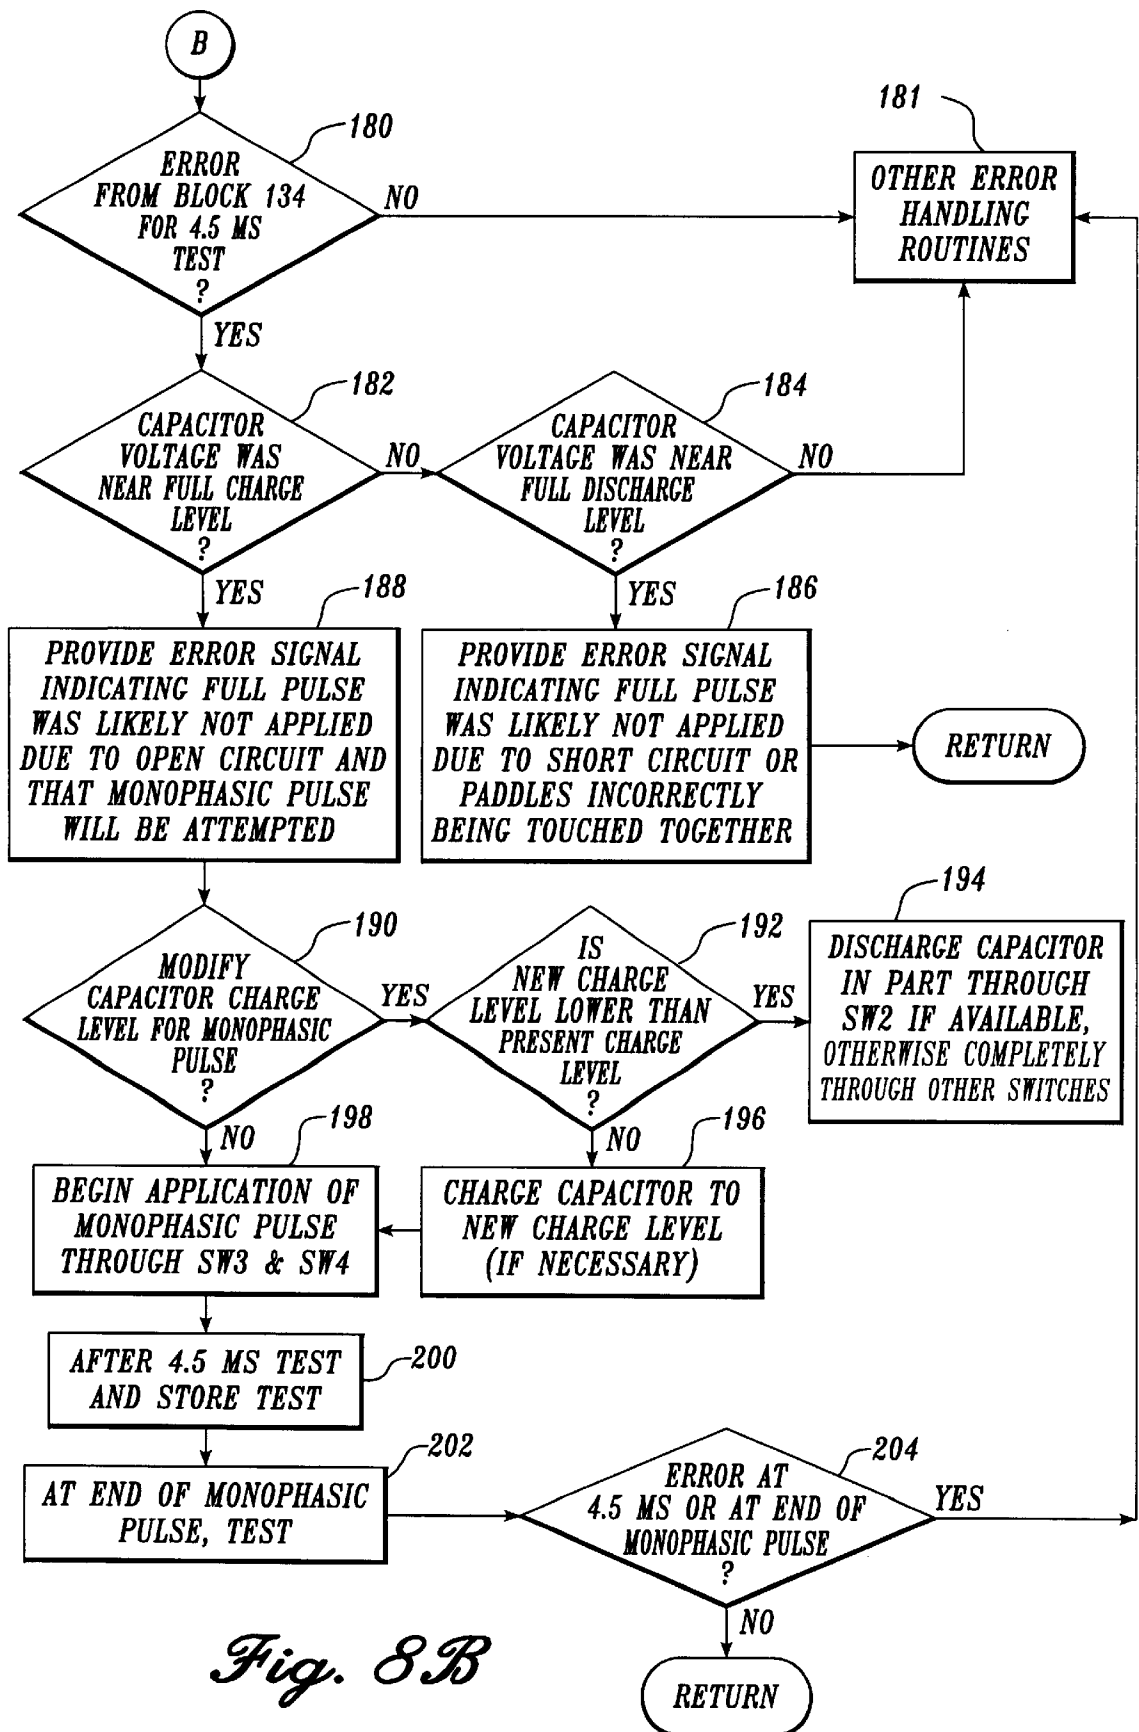 B
180
ERROR
FROM BLOCK 134
FOR 4.5 MS
TEST
?
NO
YES
181
OTHER ERROR
HANDLING
ROUTINES
182
CAPACITOR
VOLTAGE WAS
NEAR FULL CHARGE
LEVEL
?
NO
YES
184
CAPACITOR
VOLTAGE WAS NEAR
FULL DISCHARGE
LEVEL
?
NO
YES
188
PROVIDE ERROR SIGNAL
INDICATING FULL PULSE
WAS LIKELY NOT APPLIED
DUE TO OPEN CIRCUIT AND
THAT MONOPHASIC PULSE
WILL BE ATTEMPTED
186
PROVIDE ERROR SIGNAL
INDICATING FULL PULSE
WAS LIKELY NOT APPLIED
DUE TO SHORT CIRCUIT OR
PADDLES INCORRECTLY
BEING TOUCHED TOGETHER
RETURN
190
MODIFY
CAPACITOR CHARGE
LEVEL FOR MONOPHASIC
PULSE
?
YES
NO
192
IS
NEW CHARGE
LEVEL LOWER THAN
PRESENT CHARGE
LEVEL
?
YES
NO
194
DISCHARGE CAPACITOR
IN PART THROUGH
SW2 IF AVAILABLE,
OTHERWISE COMPLETELY
THROUGH OTHER SWITCHES
198
BEGIN APPLICATION OF
MONOPHASIC PULSE
THROUGH SW3 & SW4
196
CHARGE CAPACITOR TO
NEW CHARGE LEVEL
(IF NECESSARY)
200
AFTER 4.5 MS TEST
AND STORE TEST
202
AT END OF MONOPHASIC
PULSE, TEST
204
ERROR AT
4.5 MS OR AT END OF
MONOPHASIC PULSE
?
YES
NO
RETURN
Fig. 8B